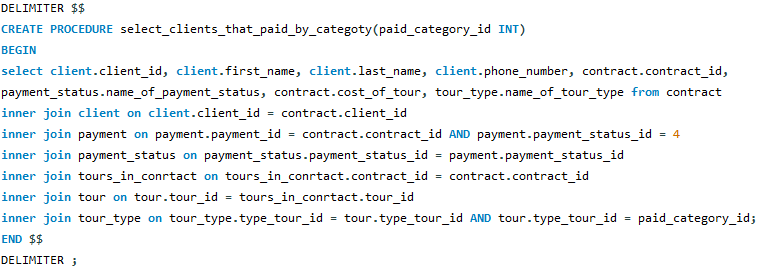 DELIMITER $$
CREATE PROCEDURE select_clients_that_paid_by_categoty(paid_category_id INT)
BEGIN
select client.client_id, client.first_name, client.last_name, client.phone_number, contract.contract_id,
payment_status.name_of_payment_status, contract.cost_of_tour, tour_type.name_of_tour_type from contract
inner join client on client.client_id = contract.client_id
inner join payment on payment.payment_id = contract.contract_id AND payment.payment_status_id = 4
inner join payment_status on payment_status.payment_status_id = payment.payment_status_id
inner join tours_in_conrtact on tours_in_conrtact.contract_id = contract.contract_id
inner join tour on tour.tour_id = tours_in_conrtact.tour_id
inner join tour_type on tour_type.type_tour_id = tour.type_tour_id AND tour.type_tour_id = paid_category_id;
END $$
DELIMITER ;